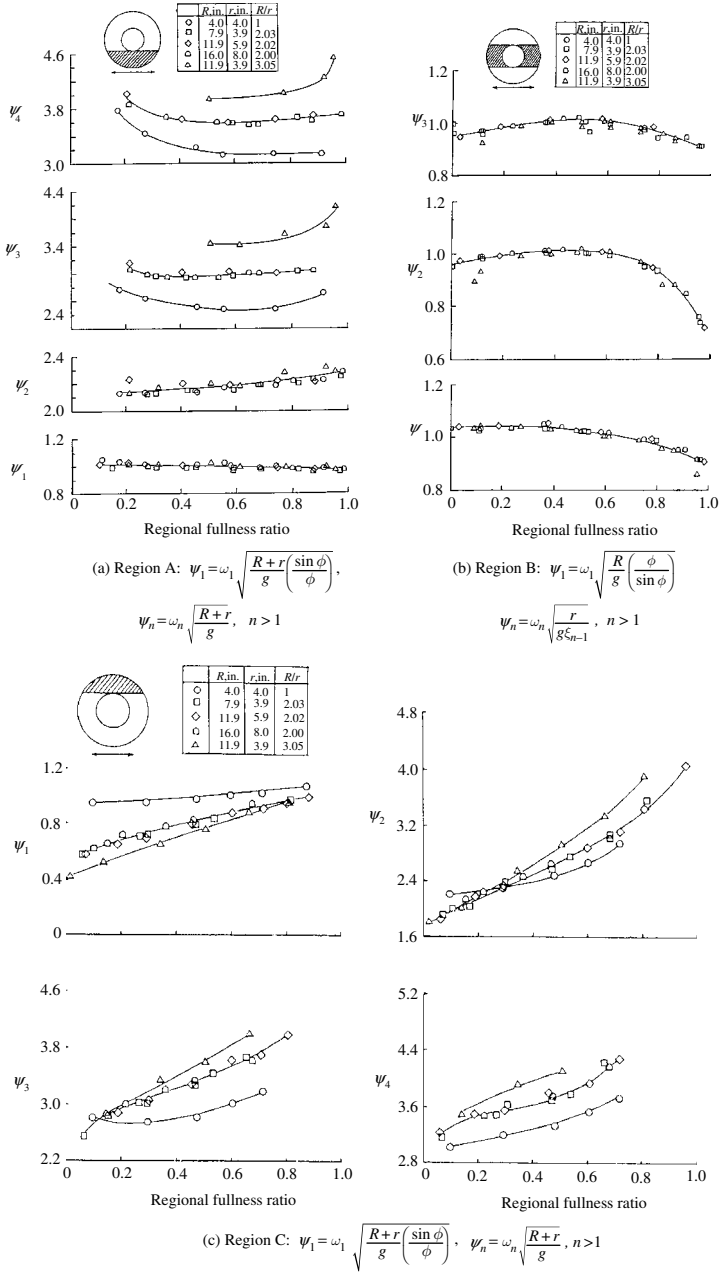 R,in. r,in. R/r
4.0 4.0 1
7.9 3.9 2.03
11.9 5.9 2.02
16.0 8.0 2.00
11.9 3.9 3.05
4.6
3.8
3.0
ψ4
4.4
3.4
2.4
ψ3
2.4
2.0
ψ2
1.2
0.8
ψ1
0 0.2 0.4 0.6 0.8 1.0
Regional fullness ratio
(a) Region A: ψ1 = ω1 √((R + r)/g (sin ϕ/ϕ)) ,
ψn = ωn √((R + r)/g) , n > 1
R,in. r,in. R/r
4.0 4.0 1
7.9 3.9 2.03
11.9 5.9 2.02
16.0 8.0 2.00
11.9 3.9 3.05
1.2
1.0
0.8
ψ3
1.2
1.0
0.8
0.6
ψ2
1.2
1.0
0.8
ψ
0 0.2 0.4 0.6 0.8 1.0
Regional fullness ratio
(b) Region B: ψ1 = ω1 √(R/g (ϕ/sin ϕ))
ψn = ωn √(r/gξn–1) , n > 1
R,in. r,in. R/r
4.0 4.0 1
7.9 3.9 2.03
11.9 5.9 2.02
16.0 8.0 2.00
11.9 3.9 3.05
1.2
0.8
0.4
0
ψ1
4.8
4.0
3.2
2.4
1.6
ψ2
4.6
3.8
3.0
2.2
ψ3
0 0.2 0.4 0.6 0.8 1.0
Regional fullness ratio
5.2
4.4
3.6
2.8
ψ4
0 0.2 0.4 0.6 0.8 1.0
Regional fullness ratio
(c) Region C: ψ1 = ω1 √((R + r)/g (sin ϕ/ϕ)) , ψn = ωn √((R + r)/g) , n > 1